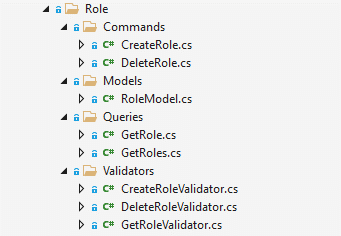 Role
Commands
C# CreateRole.cs
C# DeleteRole.cs
Models
C# RoleModel.cs
Queries
C# GetRole.cs
C# GetRoles.cs
Validators
C# CreateRoleValidator.cs
C# DeleteRoleValidator.cs
C# GetRoleValidator.cs